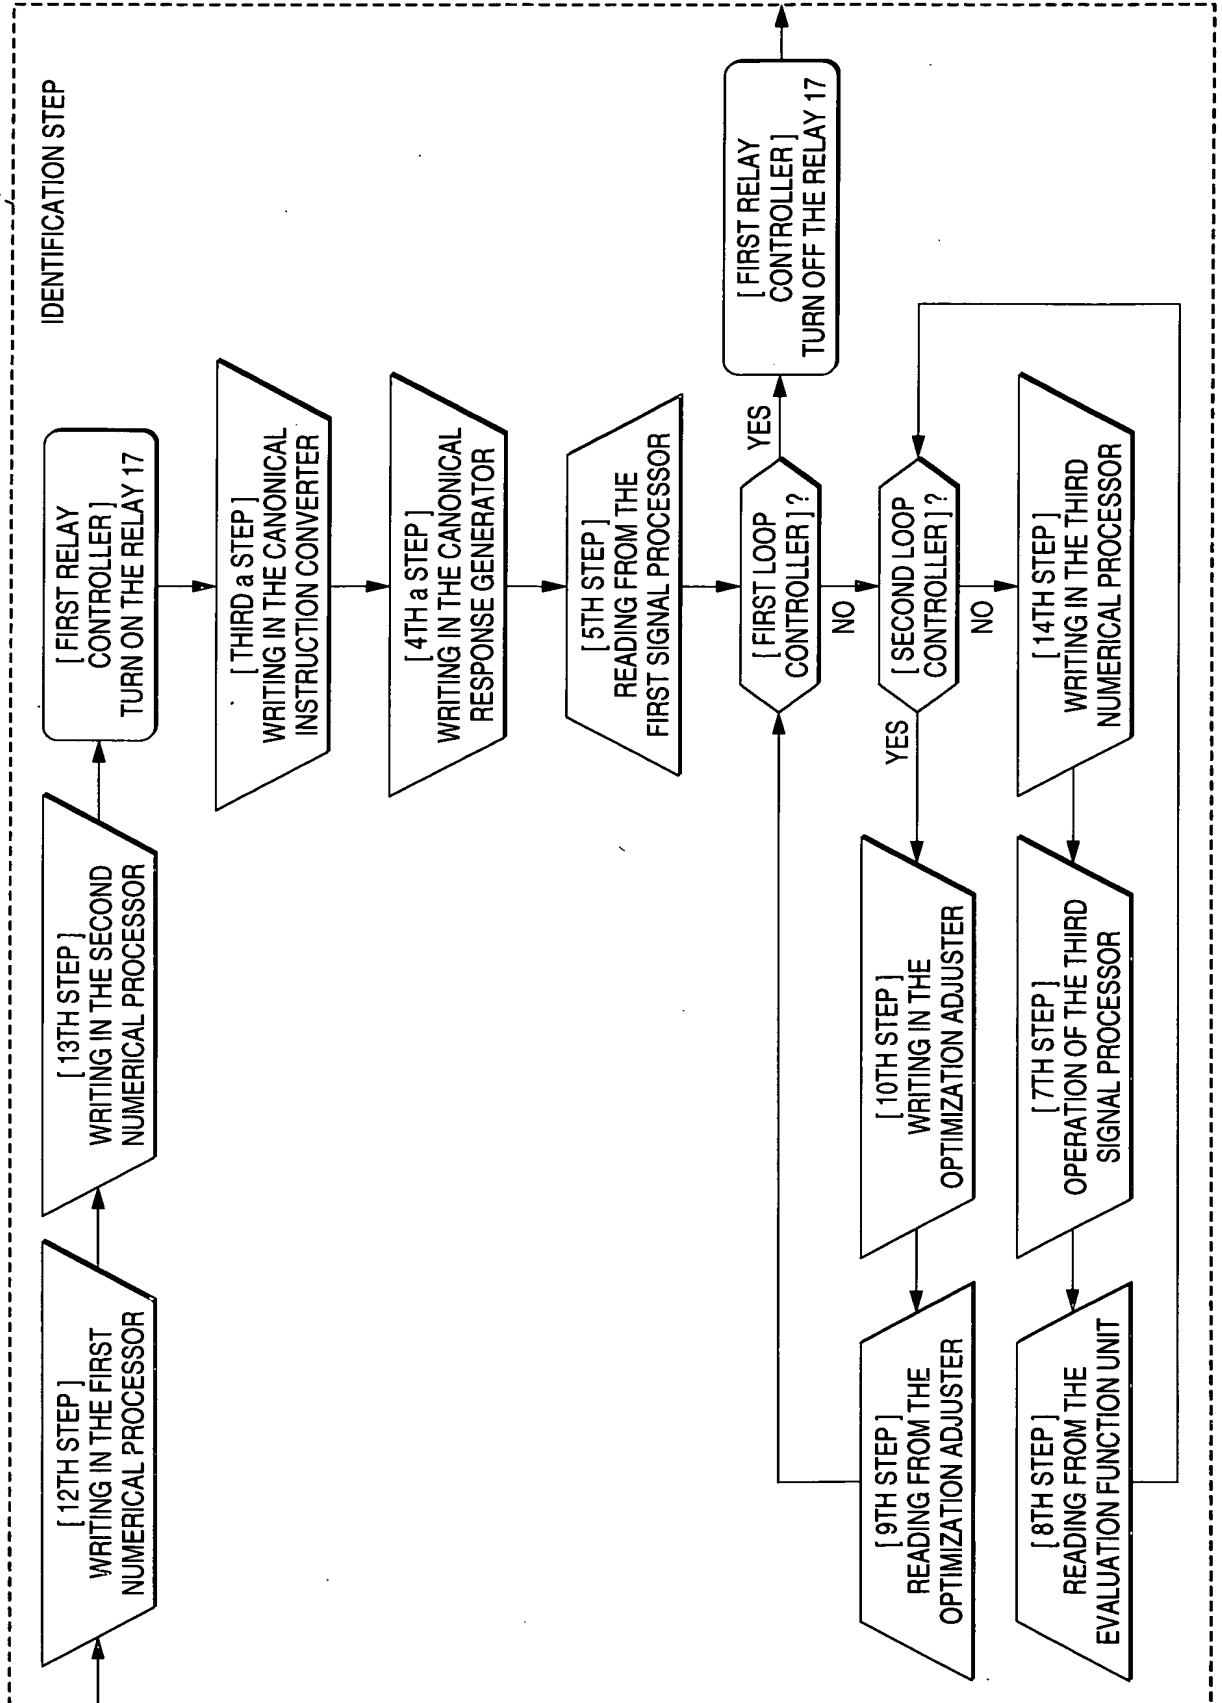 IDENTIFICATION STEP
[ 12TH STEP ]
WRITING IN THE FIRST
NUMERICAL PROCESSOR
[ 13TH STEP ]
WRITING IN THE SECOND
NUMERICAL PROCESSOR
[ FIRST RELAY
CONTROLLER ]
TURN ON THE RELAY 17
[ THIRD a STEP ]
WRITING IN THE CANONICAL
INSTRUCTION CONVERTER
[ 4TH a STEP ]
WRITING IN THE CANONICAL
RESPONSE GENERATOR
[ 5TH STEP ]
READING FROM THE
FIRST SIGNAL PROCESSOR
[ FIRST LOOP
CONTROLLER ] ?
YES
NO
[ FIRST RELAY
CONTROLLER ]
TURN OFF THE RELAY 17
[ SECOND LOOP
CONTROLLER ] ?
YES
NO
[ 10TH STEP ]
WRITING IN THE
OPTIMIZATION ADJUSTER
[ 9TH STEP ]
READING FROM THE
OPTIMIZATION ADJUSTER
[ 14TH STEP ]
WRITING IN THE THIRD
NUMERICAL PROCESSOR
[ 7TH STEP ]
OPERATION OF THE THIRD
SIGNAL PROCESSOR
[ 8TH STEP ]
READING FROM THE
EVALUATION FUNCTION UNIT